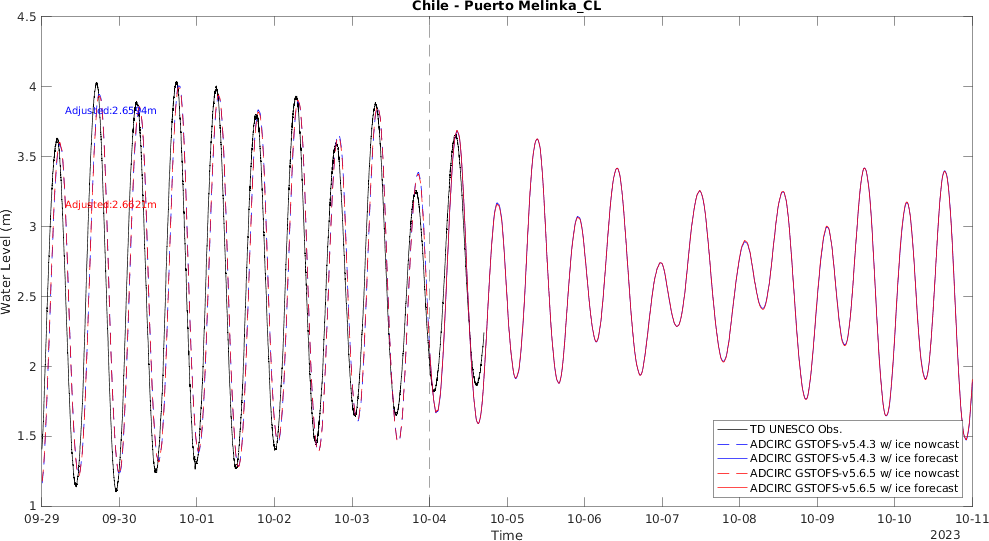 Chile - Puerto Melinka_CL
4.5
4
3.5
3
2.5
2
1.5
1
Water Level (m)
Adjusted:2.6594m
Adjusted:2.6621m
TD UNESCO Obs.
ADCIRC GSTOFS-v5.4.3 w/ ice nowcast
ADCIRC GSTOFS-v5.4.3 w/ ice forecast
ADCIRC GSTOFS-v5.6.5 w/ ice nowcast
ADCIRC GSTOFS-v5.6.5 w/ ice forecast
09-29 09-30 10-01 10-02 10-03 10-04 10-05 10-06 10-07 10-08 10-09 10-10 10-11
Time
2023